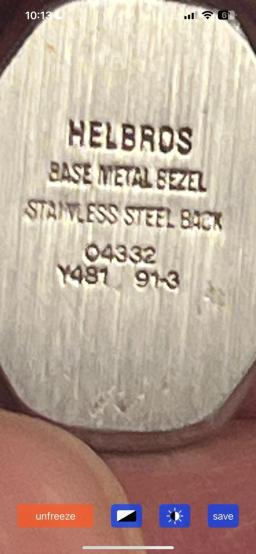 10:13
HELBROS
BASE METAL BEZEL
STAINLESS STEEL BACK
04332
Y481 91-3
unfreeze
save